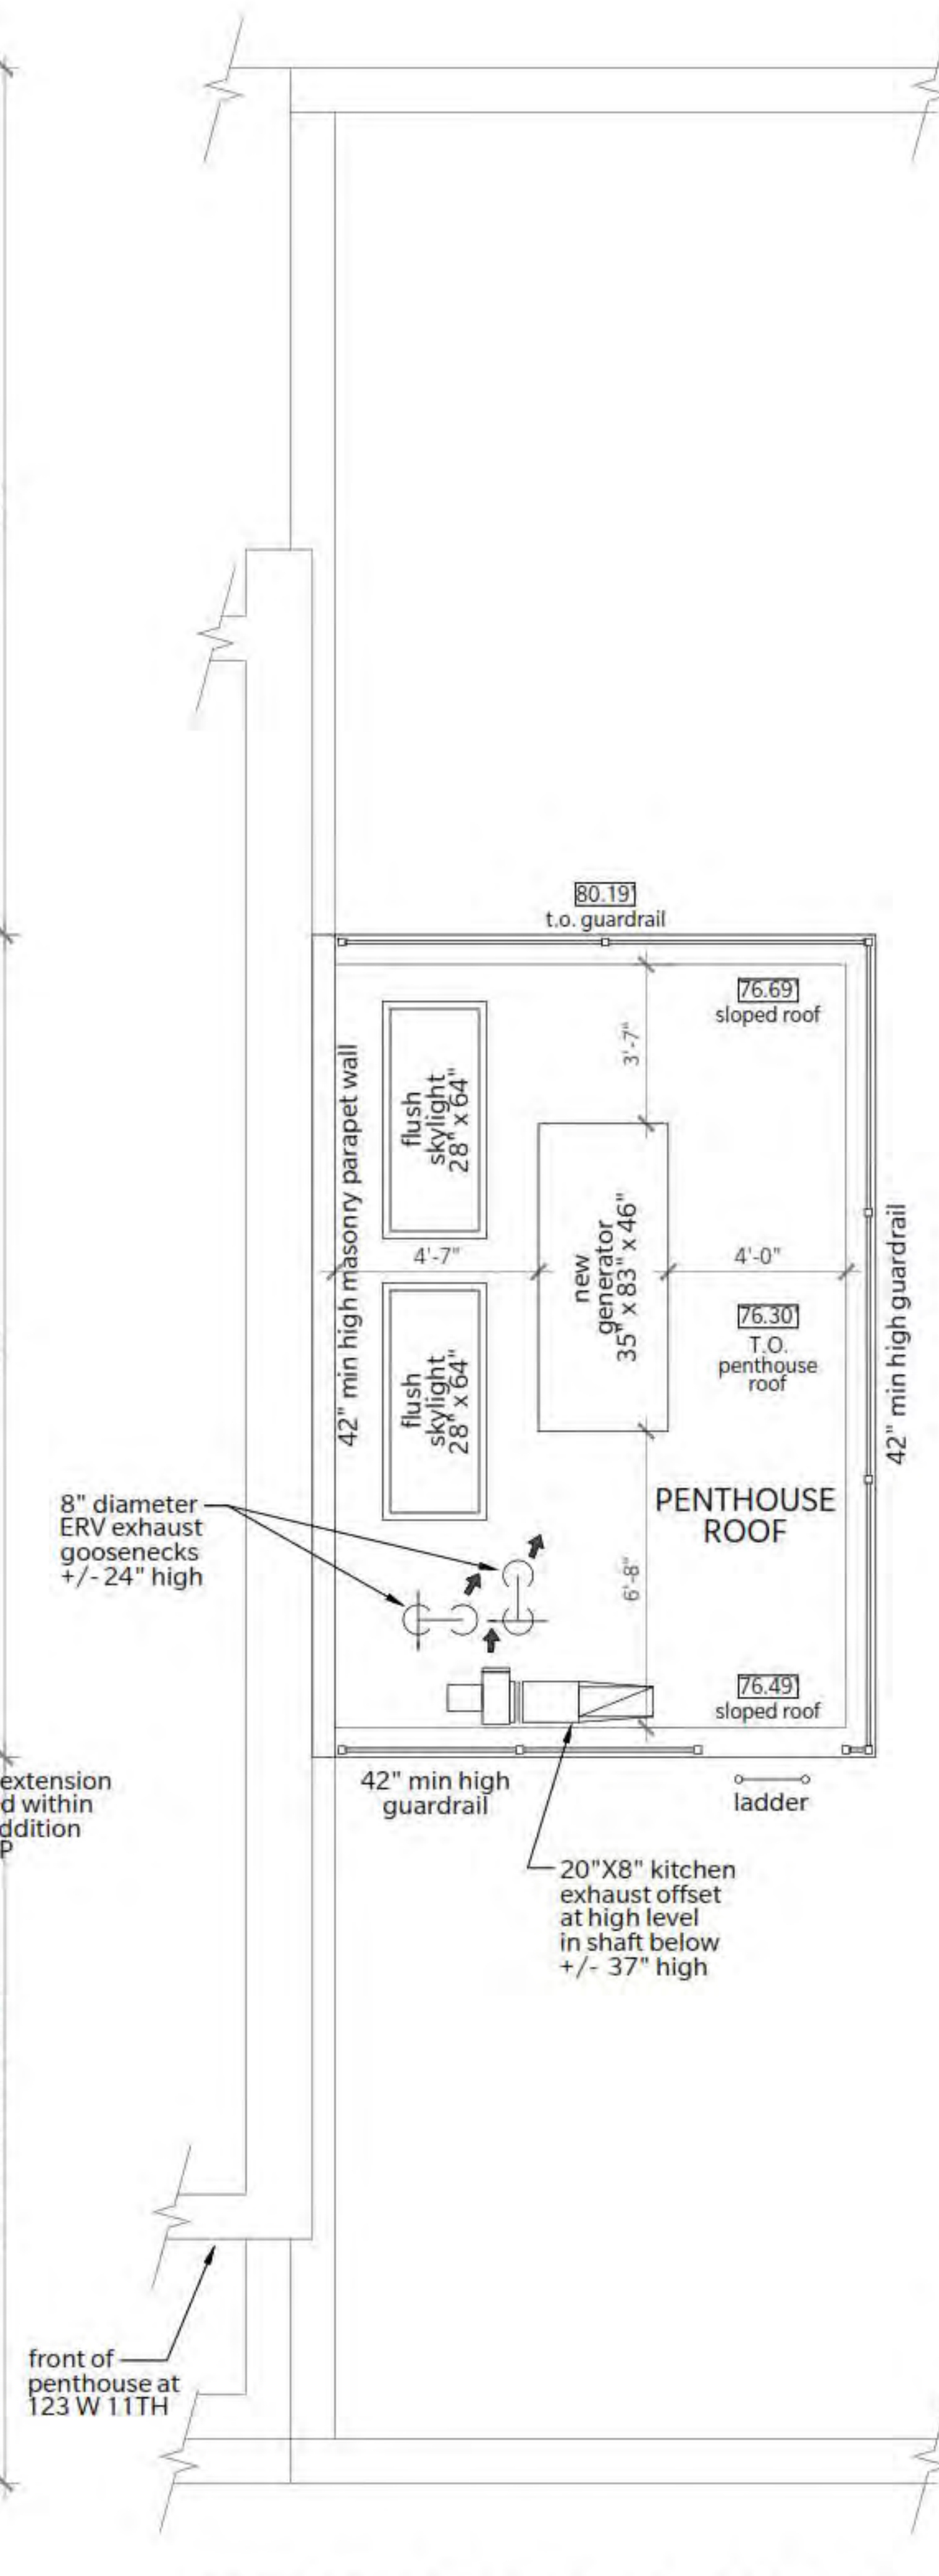 80.19'
t.o. guardrail
76.69'
sloped roof
3'-7"
42" min high masonry parapet wall
flush
skylight
28" x 64"
new
generator
35" x 83" x 46"
4'-7"
4'-0"
76.30'
T.O.
penthouse
roof
42" min high guardrail
flush
skylight
28" x 64"
PENTHOUSE
ROOF
8" diameter
ERV exhaust
goosenecks
+/- 24" high
6'-8"
76.49'
sloped roof
extension
d within
ddition
P
42" min high
guardrail
ladder
20"X8" kitchen
exhaust offset
at high level
in shaft below
+/- 37" high
front of
penthouse at
123 W 11TH